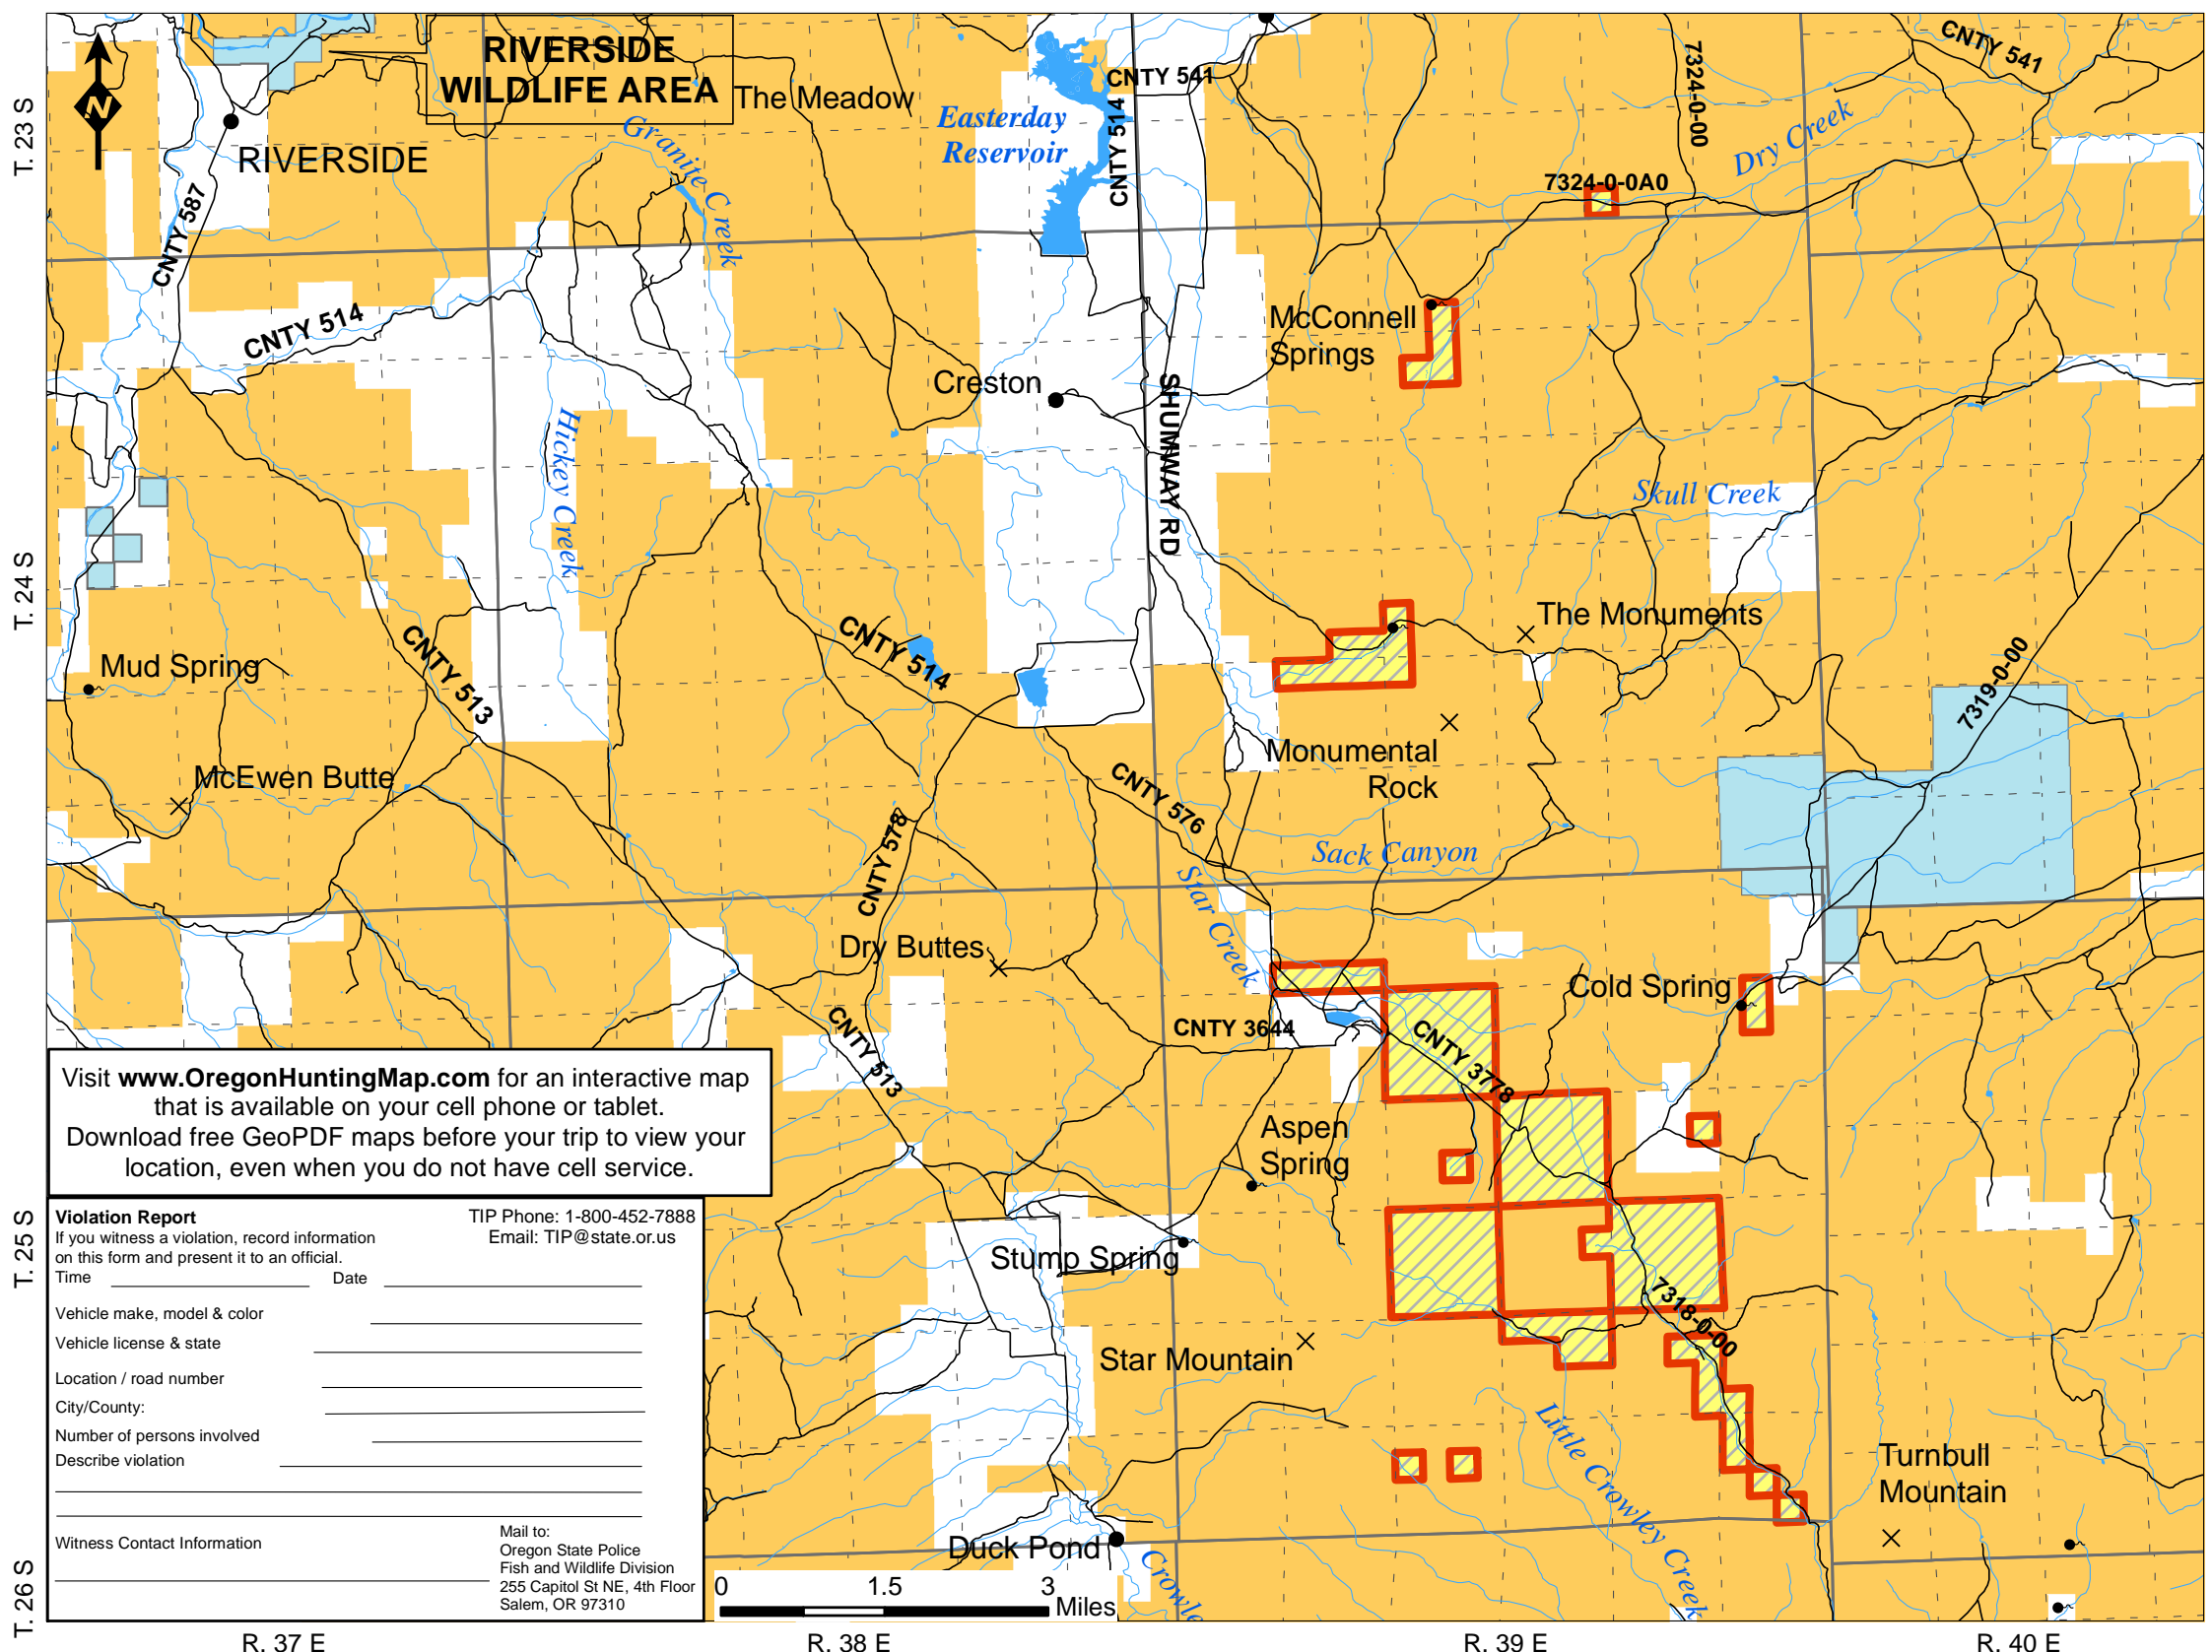 RIVERSIDE
WILDLIFE AREA
N
T. 23 S
RIVERSIDE
CNTY 587
The Meadow
Granite Creek
Easterday
Reservoir
CNTY 541
CNTY 514
7324-0-00
CNTY 541
Dry Creek
7324-0-0A0
CNTY 514
McConnell
Springs
Creston
SHUMWAY RD
Hickey Creek
Skull Creek
T. 24 S
The Monuments
CNTY 514
Mud Spring
CNTY 513
7319-0-00
Monumental
Rock
McEwen Butte
CNTY 576
CNTY 578
Sack Canyon
Star Creek
Dry Buttes
Cold Spring
CNTY 513
CNTY 3644
CNTY 3778
Aspen
Spring
T. 25 S
Stump Spring
7318-0-00
Star Mountain
Little Crowley Creek
Turnbull
Mountain
Duck Pond
Crowle
T. 26 S
Visit www.OregonHuntingMap.com for an interactive map
that is available on your cell phone or tablet.
Download free GeoPDF maps before your trip to view your
location, even when you do not have cell service.
Violation Report
If you witness a violation, record information
on this form and present it to an official.
TIP Phone: 1-800-452-7888
Email: TIP@state.or.us
Time Date
Vehicle make, model & color
Vehicle license & state
Location / road number
City/County:
Number of persons involved
Describe violation
Witness Contact Information
Mail to:
Oregon State Police
Fish and Wildlife Division
255 Capitol St NE, 4th Floor
Salem, OR 97310
0 1.5 3
Miles
R. 37 E R. 38 E R. 39 E R. 40 E